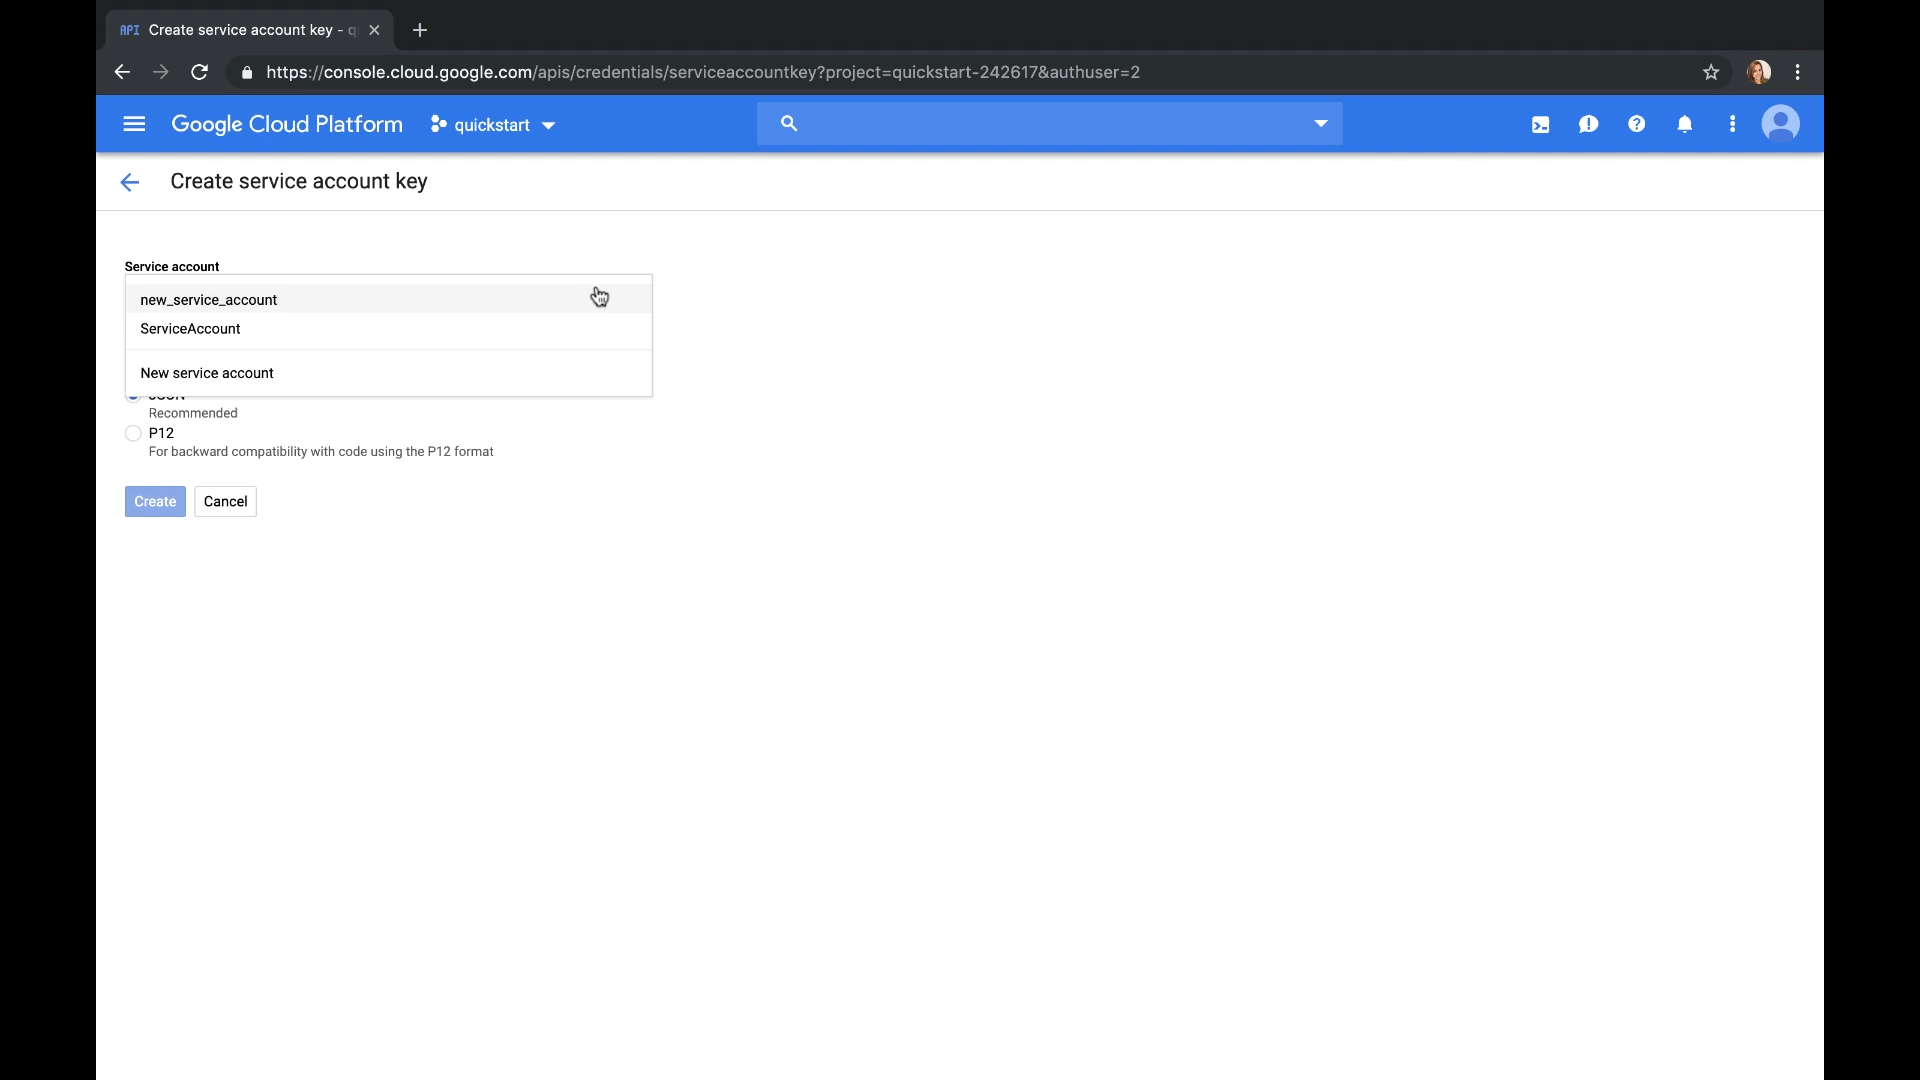 API Create service account key - q
https://console.cloud.google.com/apis/credentials/serviceaccountkey?project=quickstart-242617&authuser=2
Google Cloud Platform quickstart
Create service account key
Service account
new_service_account
ServiceAccount
New service account
JSON
Recommended
P12
For backward compatibility with code using the P12 format
Create Cancel